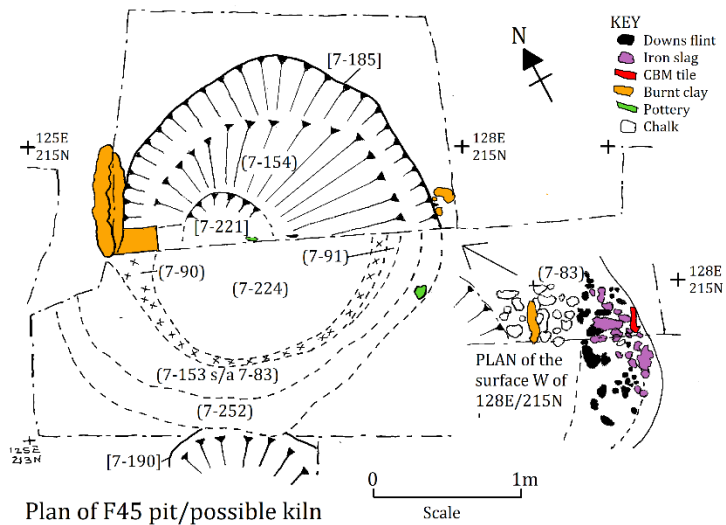 KEY
Downs flint
Iron slag
CBM tile
Burnt clay
Pottery
Chalk
N
[7-185]
125E
215N
128E
215N
(7-154)
[7-221]
(7-91)
(7-90)
(7-224)
(7-83)
128E
215N
PLAN of the
surface W of
128E/215N
(7-153 s/a 7-83)
(7-252)
125E
213N
[7-190]
0
1m
Scale
Plan of F45 pit/possible kiln